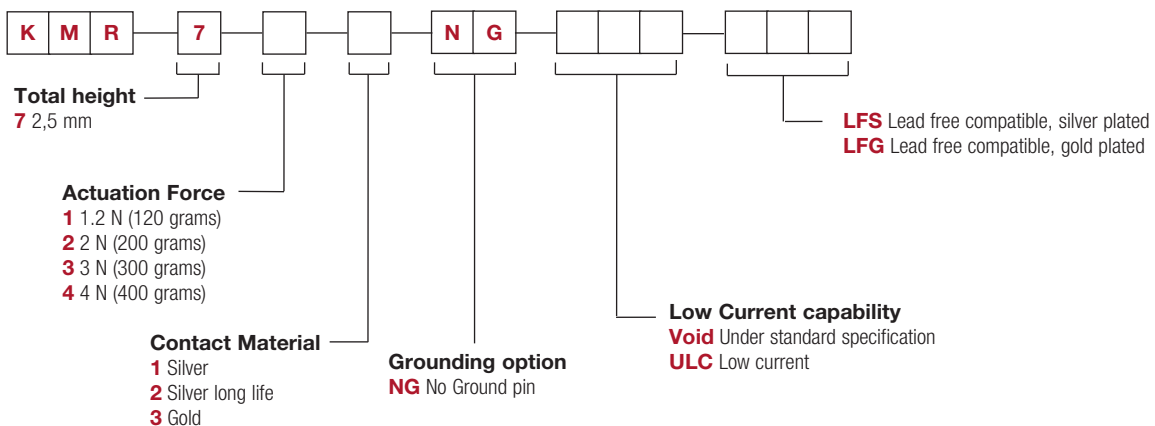 K M R 7 N G
Total height
7 2,5 mm
LFS Lead free compatible, silver plated
LFG Lead free compatible, gold plated
Actuation Force
1 1.2 N (120 grams)
2 2 N (200 grams)
3 3 N (300 grams)
4 4 N (400 grams)
Low Current capability
Void Under standard specification
ULC Low current
Contact Material
1 Silver
2 Silver long life
3 Gold
Grounding option
NG No Ground pin